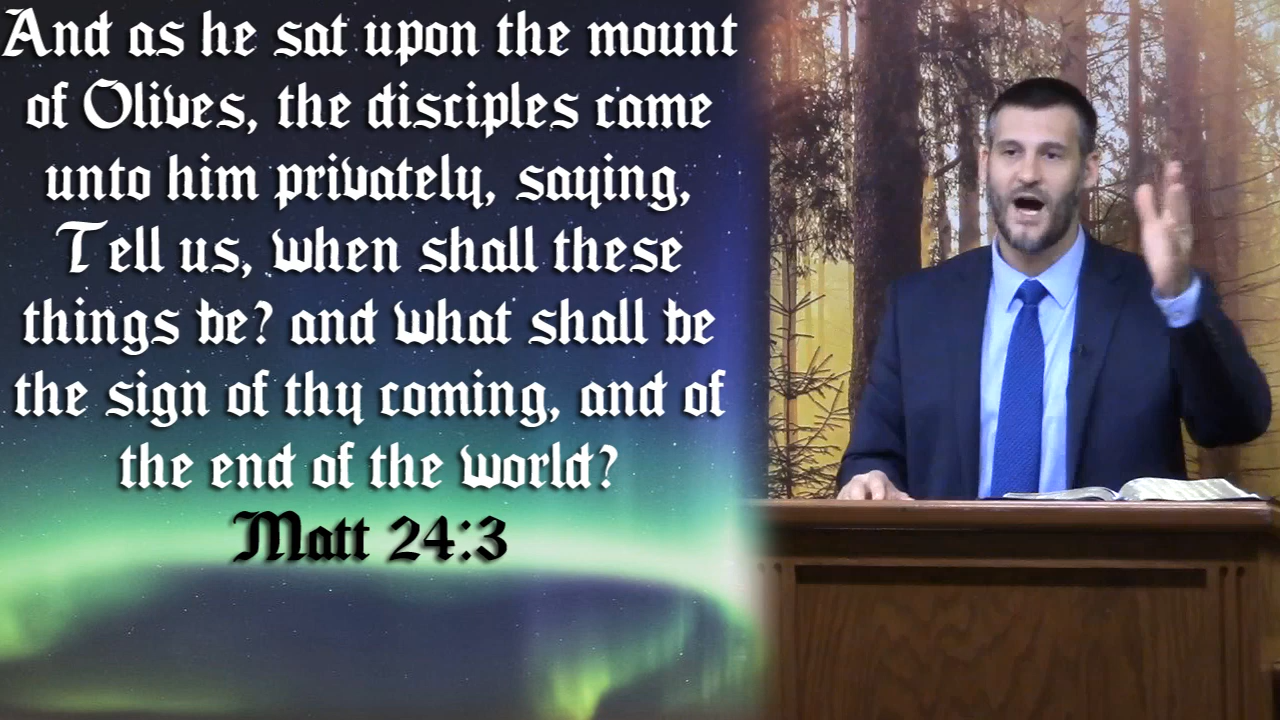 And as he sat upon the mount
of Olives, the disciples came
unto him privately, saying,
Tell us, when shall these
things be? and what shall be
the sign of thy coming, and of
the end of the world?
Matt 24:3